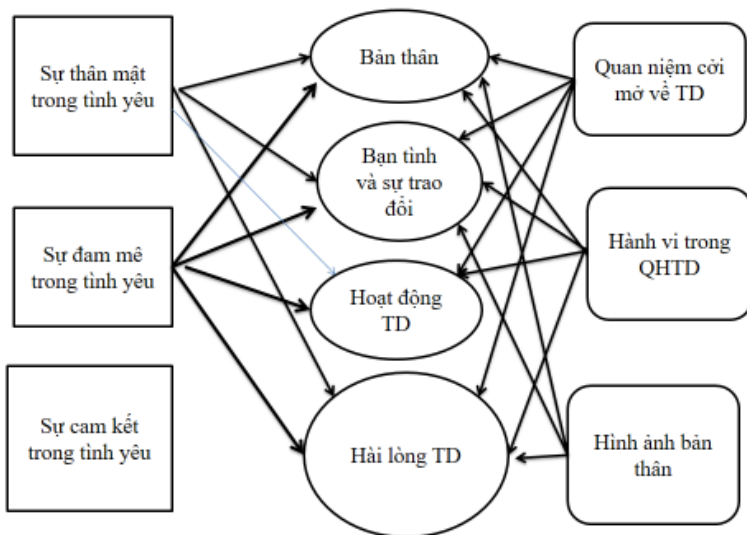 Sự thân mật
trong tình yêu
Sự đam mê
trong tình yêu
Sự cam kết
trong tình yêu
Bản thân
Bạn tình
và sự trao
đổi
Hoạt động
TD
Hài lòng TD
Quan niệm cởi
mở về TD
Hành vi trong
QHTD
Hình ảnh bản
thân